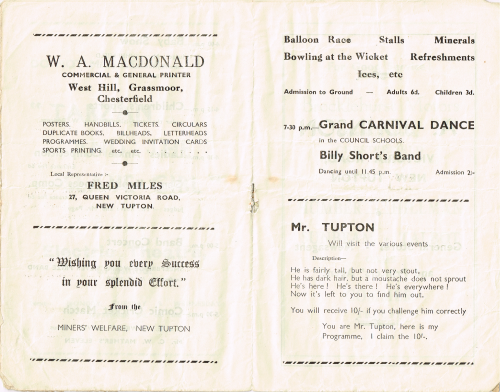 W. A. MACDONALD
COMMERCIAL & GENERAL PRINTER
West Hill, Grassmoor,
Chesterfield
POSTERS. HANDBILLS. TICKETS. CIRCULARS
DUPLICATE BOOKS. BILLHEADS. LETTERHEADS
PROGRAMMES. WEDDING INVITATION CARDS
SPORTS PRINTING. etc. etc. . . . . . . . . .
Local Representative :-
FRED MILES
27, QUEEN VICTORIA ROAD,
NEW TUPTON.
"Wishing you every Success
in your splendid Effort."
From the
MINERS' WELFARE, NEW TUPTON
Balloon Race Stalls Minerals
Bowling at the Wicket Refreshments
Ices, etc
Admission to Ground — Adults 6d. Children 3d.
7-30 p.m. Grand CARNIVAL DANCE
in the COUNCIL SCHOOLS.
Billy Short's Band
Dancing until 11.45 p.m. Admission 2/-
Mr. TUPTON
Will visit the various events
Description—
He is fairly tall, but not very stout,
He has dark hair, but a moustache does not sprout
He's here! He's there! He's everywhere!
Now it's left to you to find him out.
You will receive 10/- if you challenge him correctly
You are Mr. Tupton, here is my
Programme, I claim the 10/-.